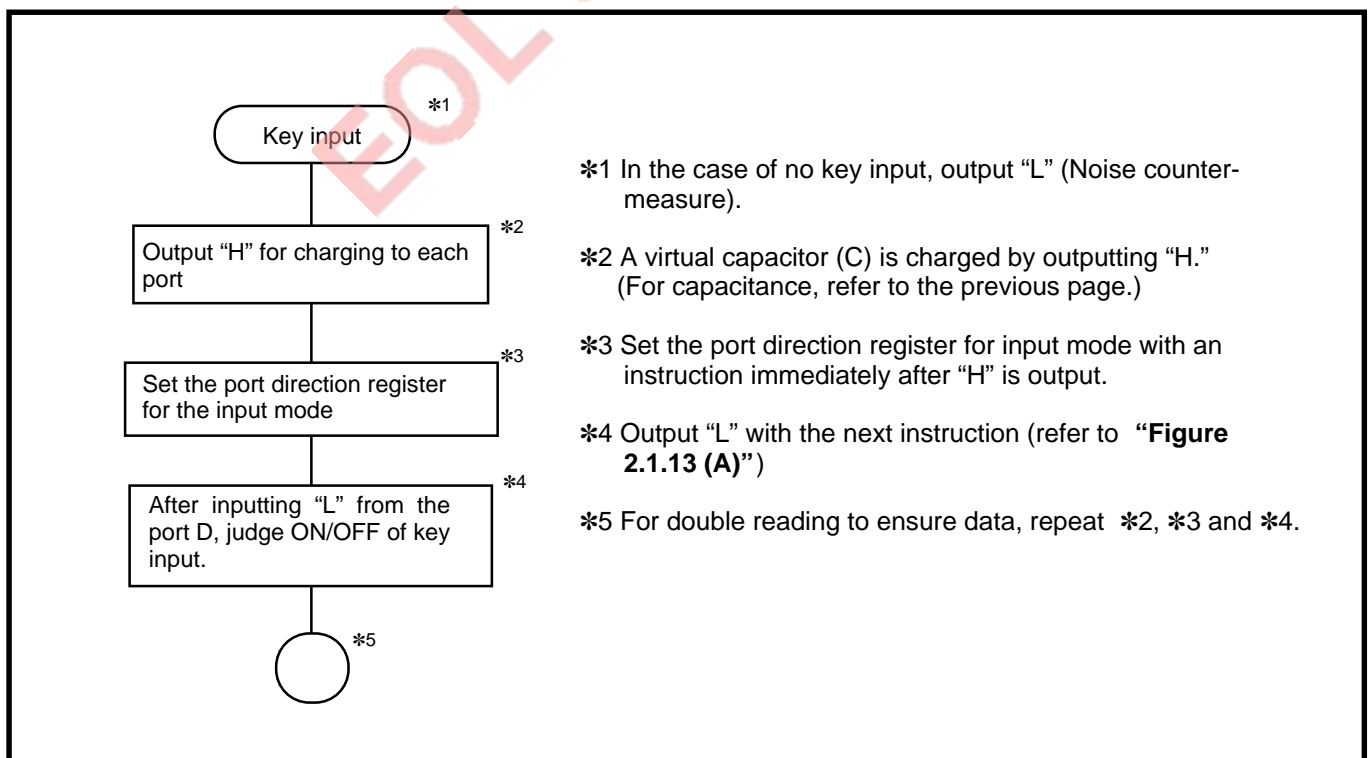 EOL
Key input
*1
*2
Output “H” for charging to each
port
*3
Set the port direction register
for the input mode
*4
After inputting “L” from the
port D, judge ON/OFF of key
input.
*5
*1 In the case of no key input, output “L” (Noise counter-
measure).
*2 A virtual capacitor (C) is charged by outputting “H.”
(For capacitance, refer to the previous page.)
*3 Set the port direction register for input mode with an
instruction immediately after “H” is output.
*4 Output “L” with the next instruction (refer to “Figure
2.1.13 (A)”)
*5 For double reading to ensure data, repeat *2, *3 and *4.